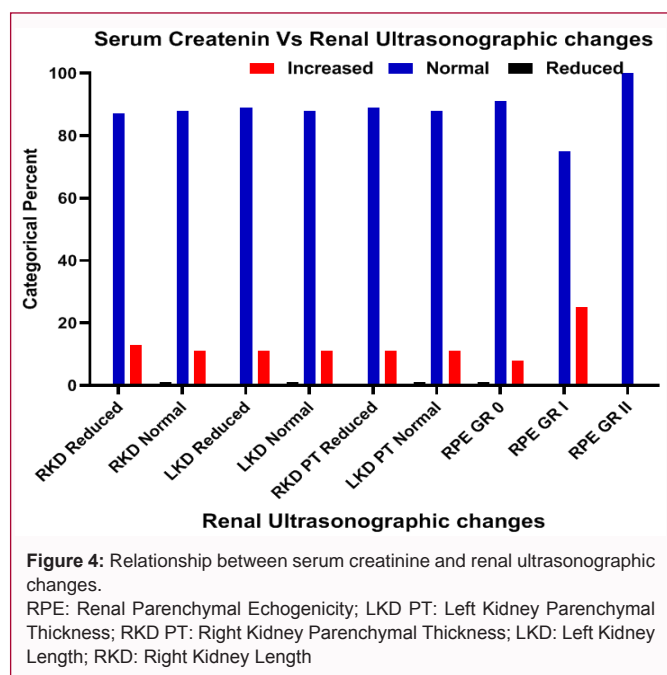 Serum Createnin Vs Renal Ultrasonographic changes
Increased Normal Reduced
100
80
60
40
20
0
Categorical Percent
RKD Reduced
RKD Normal
LKD Reduced
LKD Normal
RKD PT Reduced
LKD PT Normal
RPE GR 0
RPE GR I
RPE GR II
Renal Ultrasonographic changes
Figure 4: Relationship between serum creatinine and renal ultrasonographic
changes.
RPE: Renal Parenchymal Echogenicity; LKD PT: Left Kidney Parenchymal
Thickness; RKD PT: Right Kidney Parenchymal Thickness; LKD: Left Kidney
Length; RKD: Right Kidney Length